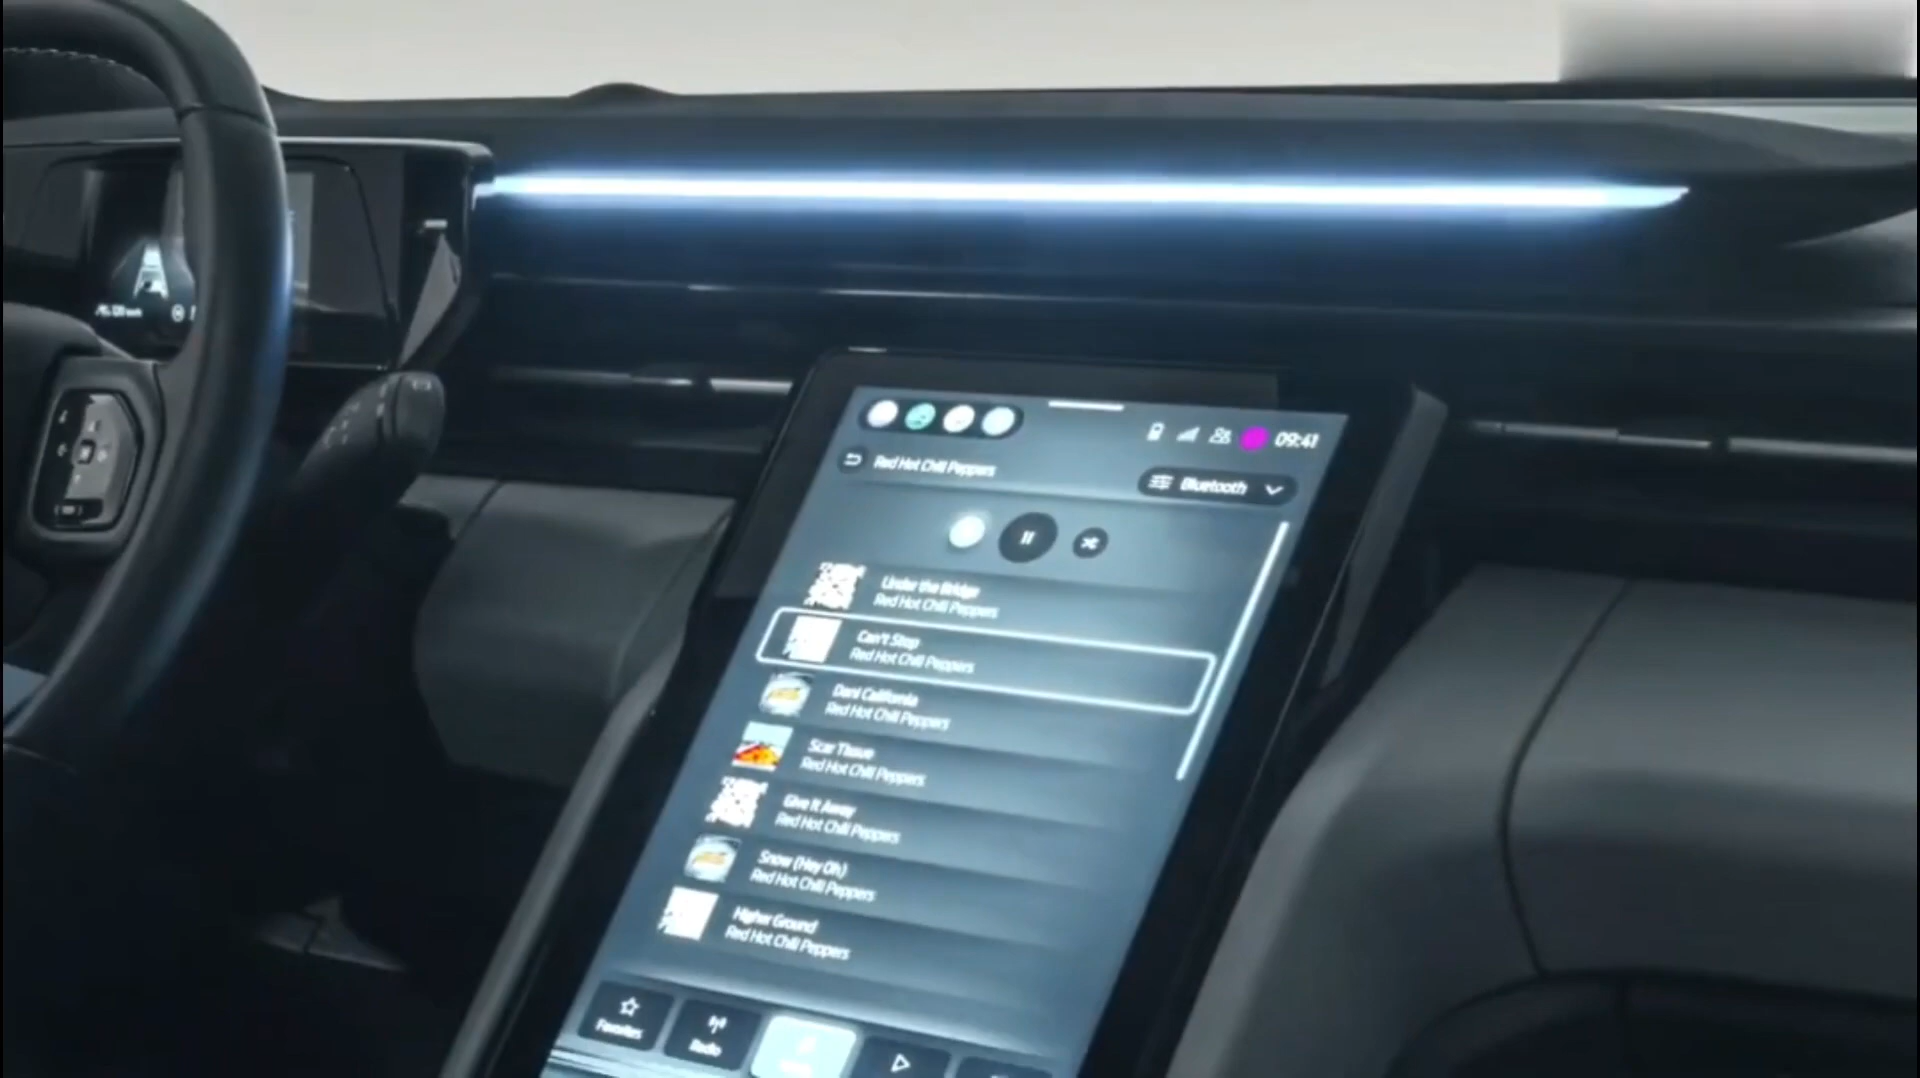 09:41
Red Hot Chili Peppers
Bluetooth
Under the Bridge
Red Hot Chili Peppers
Can't Stop
Red Hot Chili Peppers
Dani California
Red Hot Chili Peppers
Scar Tissue
Red Hot Chili Peppers
Give It Away
Red Hot Chili Peppers
Snow (Hey Oh)
Red Hot Chili Peppers
Higher Ground
Red Hot Chili Peppers
Favorites
Radio